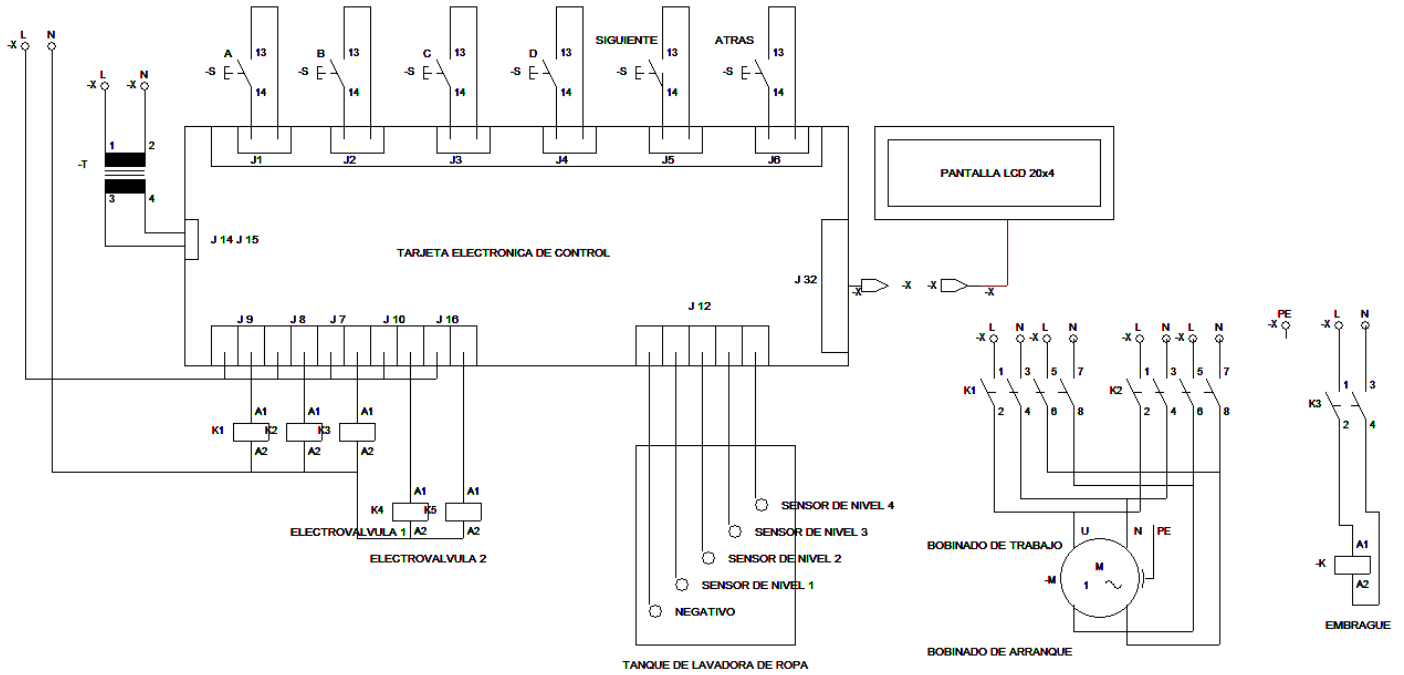 -X L N
A 13 B 13 C 13 D 13 SIGUIENTE 13 ATRAS 13
-S -S -S -S -S -S
14 14 14 14 14 14
-X L -X N
J1 J2 J3 J4 J5 J6
1 2
-T
3 4
PANTALLA LCD 20x4
J 14 J 15
TARJETA ELECTRONICA DE CONTROL
J 32
-X -X -X -X
J 9 J 8 J 7 J 10 J 16
J 12
-X L N -X L N -X L N -X L N -X PE -X L N
K1 1 3 5 7 K2 1 3 5 7 K3 1 3
2 4 6 8 2 4 6 8 2 4
A1 A1 A1
K1 K2 K3
A2 A2 A2
A1 A1
K4 K5
A2 A2
ELECTROVALVULA 1
ELECTROVALVULA 2
SENSOR DE NIVEL 4
SENSOR DE NIVEL 3
SENSOR DE NIVEL 2
SENSOR DE NIVEL 1
NEGATIVO
TANQUE DE LAVADORA DE ROPA
U N PE
BOBINADO DE TRABAJO
-M M
1
BOBINADO DE ARRANQUE
A1
-K
A2
EMBRAGUE